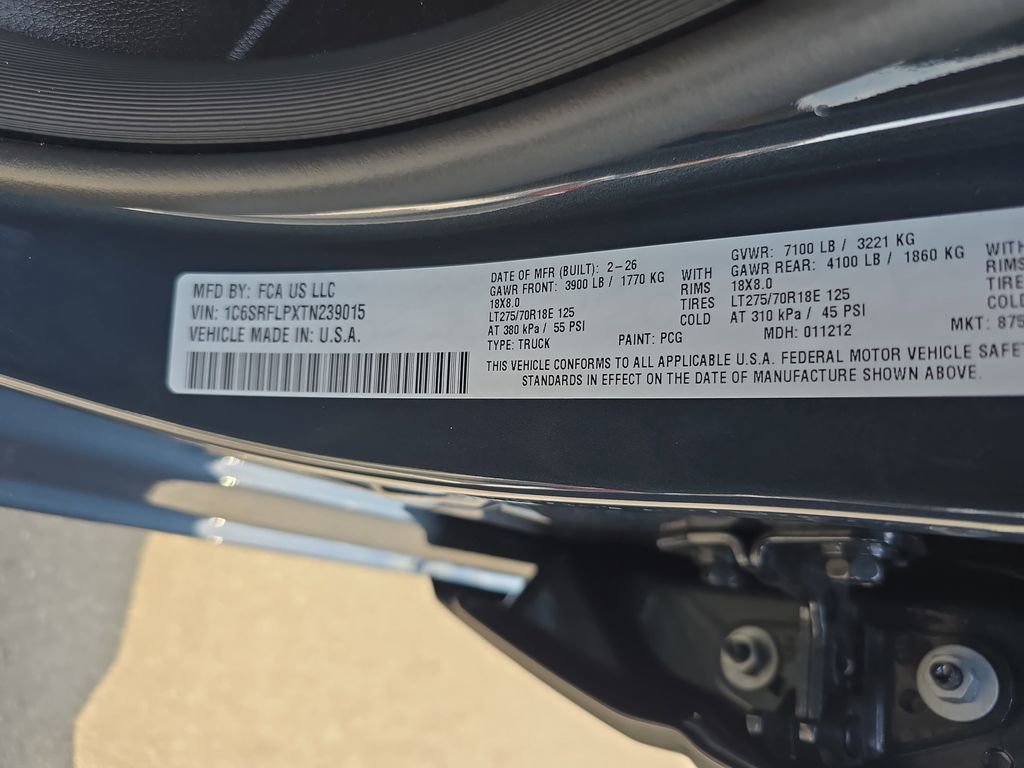 MFD BY: FCA US LLC
VIN: 1C6SRFLPXTN239015
VEHICLE MADE IN: U.S.A.
DATE OF MFR (BUILT): 2-26
GAWR FRONT: 3900 LB / 1770 KG WITH
18X8.0 RIMS
LT275/70R18E 125 TIRES
AT 380 kPa / 55 PSI COLD
TYPE: TRUCK PAINT: PCG
GVWR: 7100 LB / 3221 KG
GAWR REAR: 4100 LB / 1860 KG WITH
18X8.0 RIMS
LT275/70R18E 125 TIRE
AT 310 kPa / 45 PSI COLD
MDH: 011212 MKT: 875
THIS VEHICLE CONFORMS TO ALL APPLICABLE U.S.A. FEDERAL MOTOR VEHICLE SAFET
STANDARDS IN EFFECT ON THE DATE OF MANUFACTURE SHOWN ABOVE.